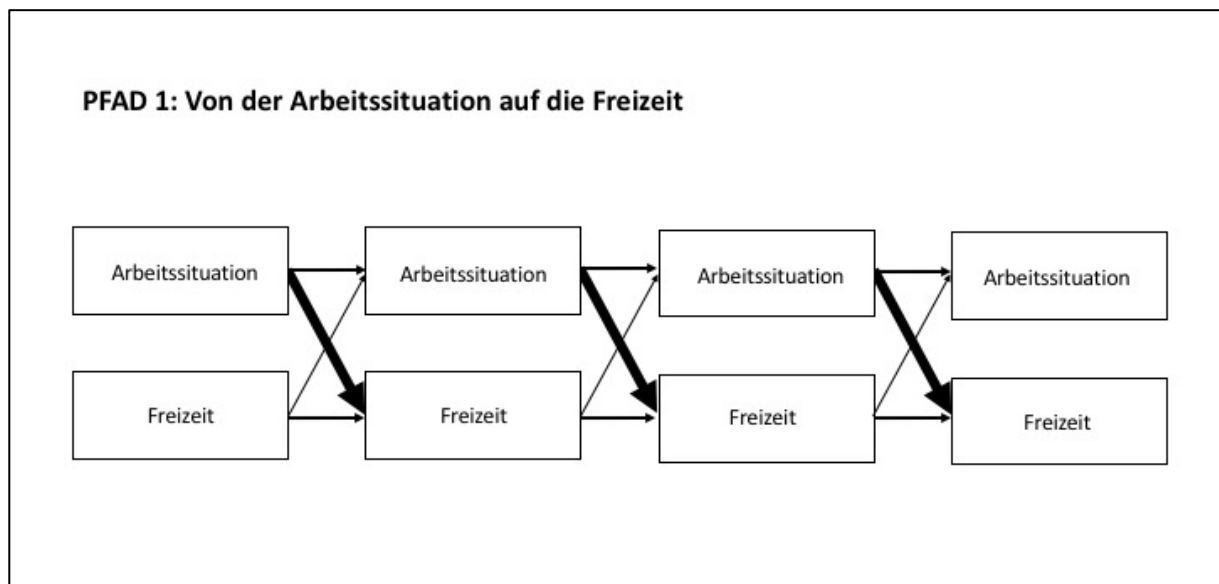 PFAD 1: Von der Arbeitssituation auf die Freizeit
Arbeitssituation
Arbeitssituation
Arbeitssituation
Arbeitssituation
Freizeit
Freizeit
Freizeit
Freizeit